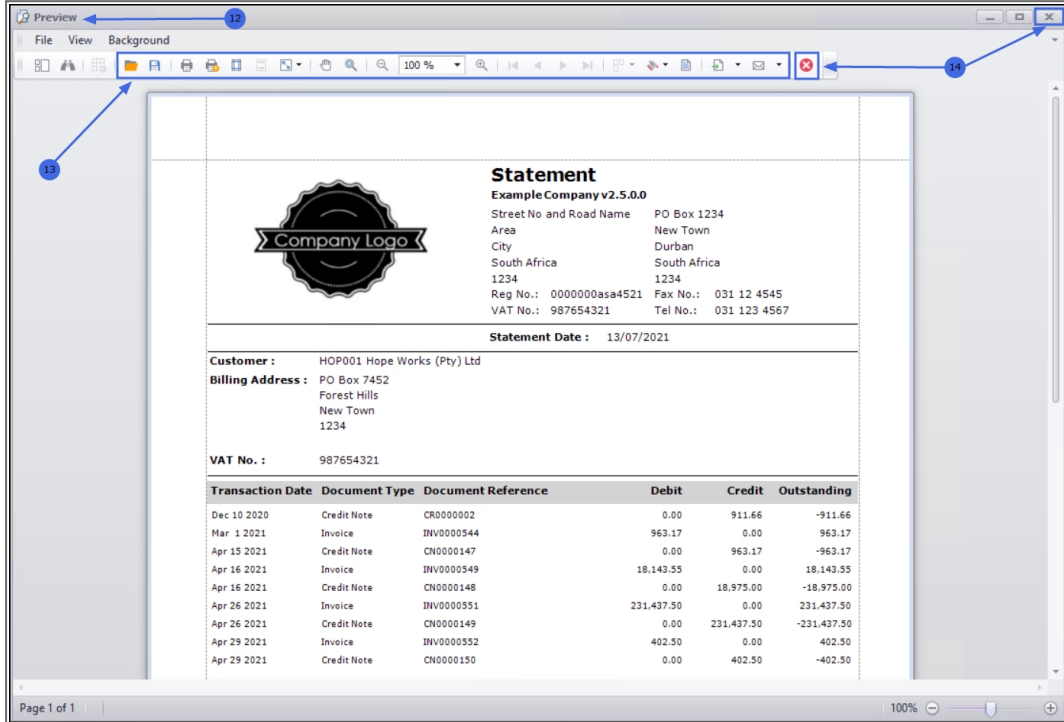 Preview
12
File View Background
100 %
14
13
Company Logo
Statement
Example Company v2.5.0.0
Street No and Road Name PO Box 1234
Area New Town
City Durban
South Africa South Africa
1234 1234
Reg No.: 0000000asa4521 Fax No.: 031 12 4545
VAT No.: 987654321 Tel No.: 031 123 4567
Statement Date : 13/07/2021
Customer : HOP001 Hope Works (Pty) Ltd
Billing Address : PO Box 7452
Forest Hills
New Town
1234
VAT No. : 987654321
Transaction Date Document Type Document Reference Debit Credit Outstanding
Dec 10 2020 Credit Note CR0000002 0.00 911.66 -911.66
Mar 1 2021 Invoice INV0000544 963.17 0.00 963.17
Apr 15 2021 Credit Note CN0000147 0.00 963.17 -963.17
Apr 16 2021 Invoice INV0000549 18,143.55 0.00 18,143.55
Apr 16 2021 Credit Note CN0000148 0.00 18,975.00 -18,975.00
Apr 26 2021 Invoice INV0000551 231,437.50 0.00 231,437.50
Apr 26 2021 Credit Note CN0000149 0.00 231,437.50 -231,437.50
Apr 29 2021 Invoice INV0000552 402.50 0.00 402.50
Apr 29 2021 Credit Note CN0000150 0.00 402.50 -402.50
Page 1 of 1 100%